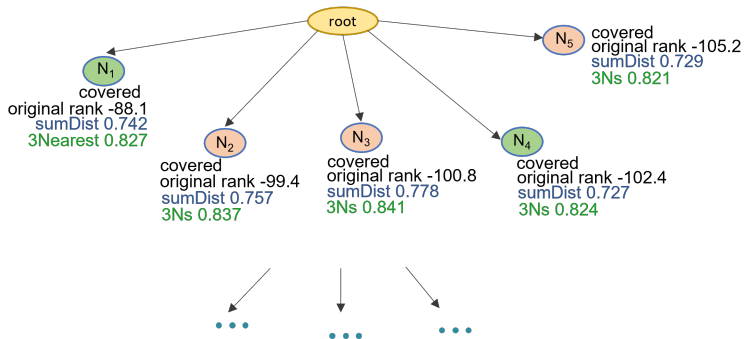 root
N1
covered
original rank -88.1
sumDist 0.742
3Nearest 0.827
N2
covered
original rank -99.4
sumDist 0.757
3Ns 0.837
N3
covered
original rank -100.8
sumDist 0.778
3Ns 0.841
N4
covered
original rank -102.4
sumDist 0.727
3Ns 0.824
N5
covered
original rank -105.2
sumDist 0.729
3Ns 0.821
...
...
...